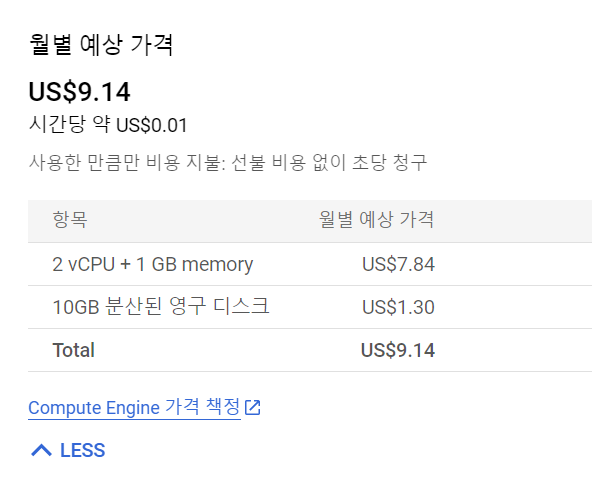 월별 예상 가격
US$9.14
시간당 약 US$0.01
사용한 만큼만 비용 지불: 선불 비용 없이 초당 청구
항목 월별 예상 가격
2 vCPU + 1 GB memory US$7.84
10GB 분산된 영구 디스크 US$1.30
Total US$9.14
Compute Engine 가격 책정
LESS